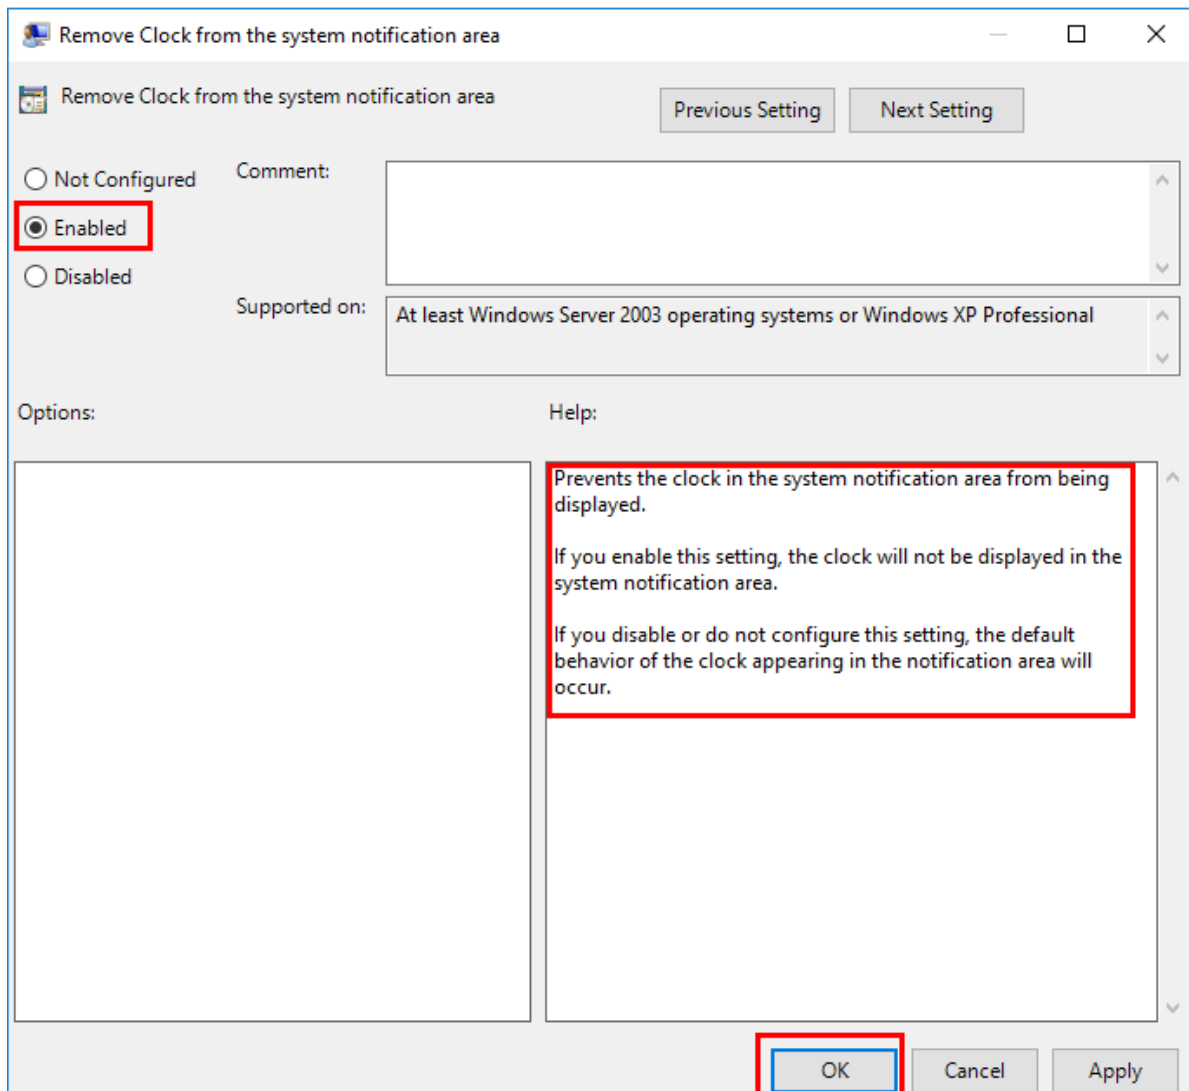 Remove Clock from the system notification area
Remove Clock from the system notification area
Previous Setting
Next Setting
Not Configured
Comment:
Enabled
Disabled
Supported on:
At least Windows Server 2003 operating systems or Windows XP Professional
Options:
Help:
Prevents the clock in the system notification area from being
displayed.
If you enable this setting, the clock will not be displayed in the
system notification area.
If you disable or do not configure this setting, the default
behavior of the clock appearing in the notification area will
occur.
OK
Cancel
Apply